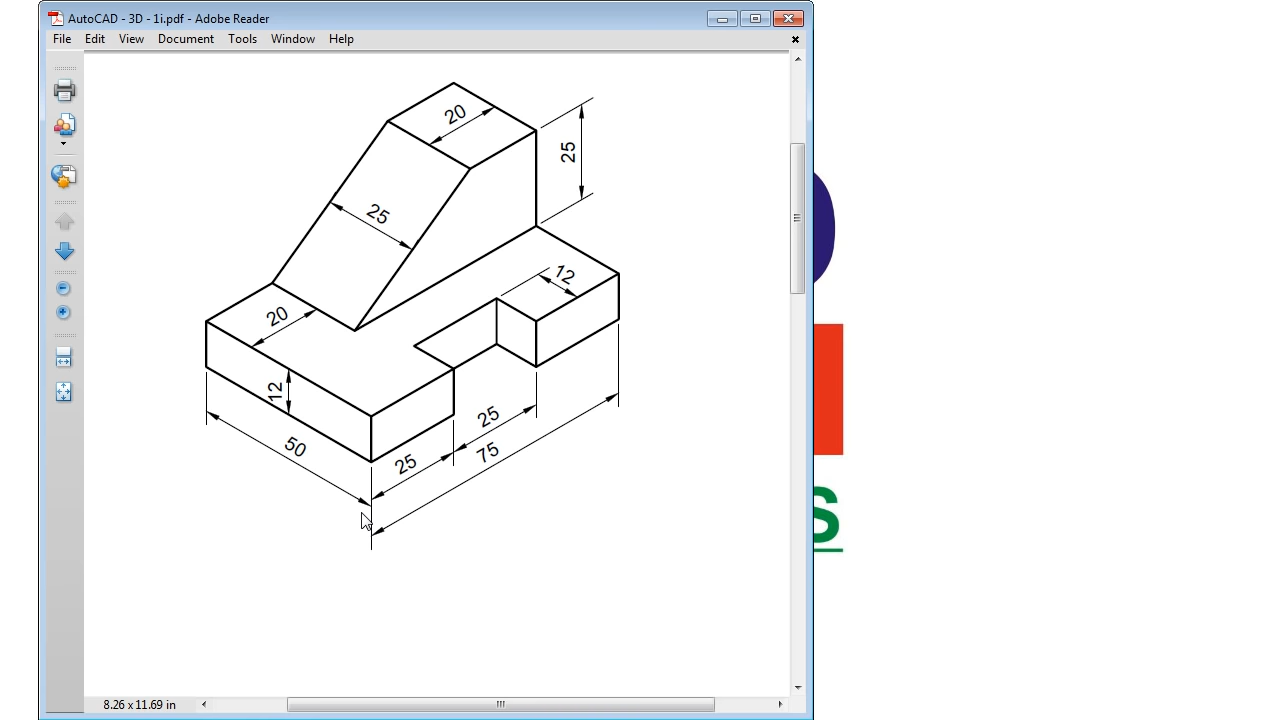 AutoCAD - 3D - 1i.pdf - Adobe Reader
File Edit View Document Tools Window Help
20
25
25
12
20
12
25
50
75
25
8.26 x 11.69 in
S